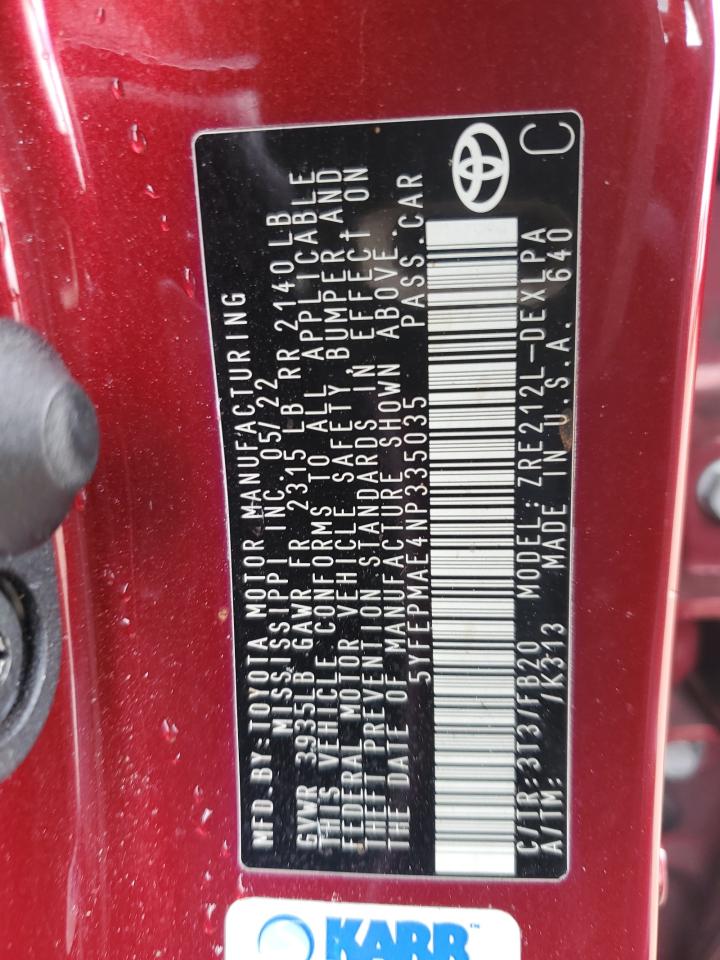 MFD.BY:TOYOTA MOTOR MANUFACTURING
MISSISSIPPI INC.05/22
GVWR 3935LB GAWR FR 2315 LB RR 2140 LB
THIS VEHICLE CONFORMS TO ALL APPLICABLE
FEDERAL MOTOR VEHICLE SAFETY, BUMPER AND
THEFT PREVENTION STANDARDS IN EFFECT ON
THE DATE OF MANUFACTURE SHOWN ABOVE.
5YFEPMAE4NP335035 PASS.CAR
C/TR:3T3/FB20 MODEL:ZRE212L-DEXLPA
A/TM: /K313 MADE IN U.S.A. 640
C
KARR™